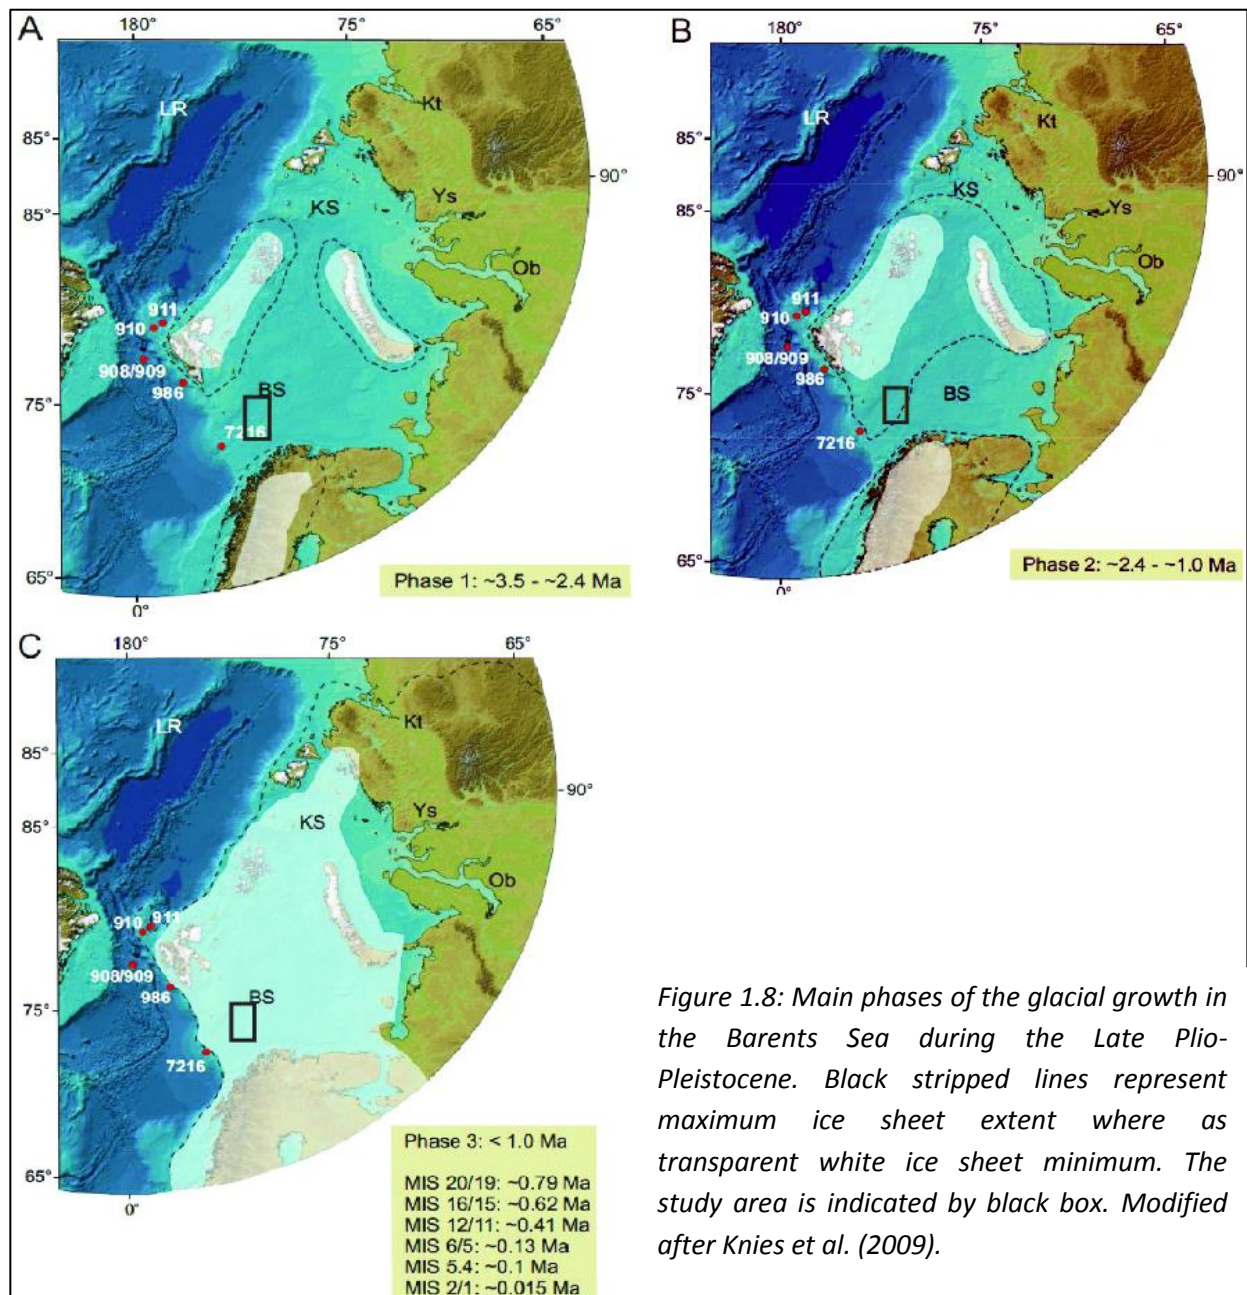 A
180°
75°
65°
LR
Kt
85°
90°
85°
Ys
KS
Ob
911
910
908/909
986
BS
75°
7216
65°
Phase 1: ~3.5 - ~2.4 Ma
0°
B
180°
75°
65°
LR
Kt
85°
90°
KS
85°
Ys
Ob
911
910
908/909
986
BS
75°
7216
65°
Phase 2: ~2.4 - ~1.0 Ma
0°
C
180°
75°
65°
LR
Kt
85°
90°
KS
85°
Ys
Ob
911
910
908/909
986
BS
75°
7216
65°
0°
Phase 3: < 1.0 Ma
MIS 20/19: ~0.79 Ma
MIS 16/15: ~0.62 Ma
MIS 12/11: ~0.41 Ma
MIS 6/5: ~0.13 Ma
MIS 5.4: ~0.1 Ma
MIS 2/1: ~0.015 Ma
Figure 1.8: Main phases of the glacial growth in
the Barents Sea during the Late Plio-
Pleistocene. Black stripped lines represent
maximum ice sheet extent where as
transparent white ice sheet minimum. The
study area is indicated by black box. Modified
after Knies et al. (2009).